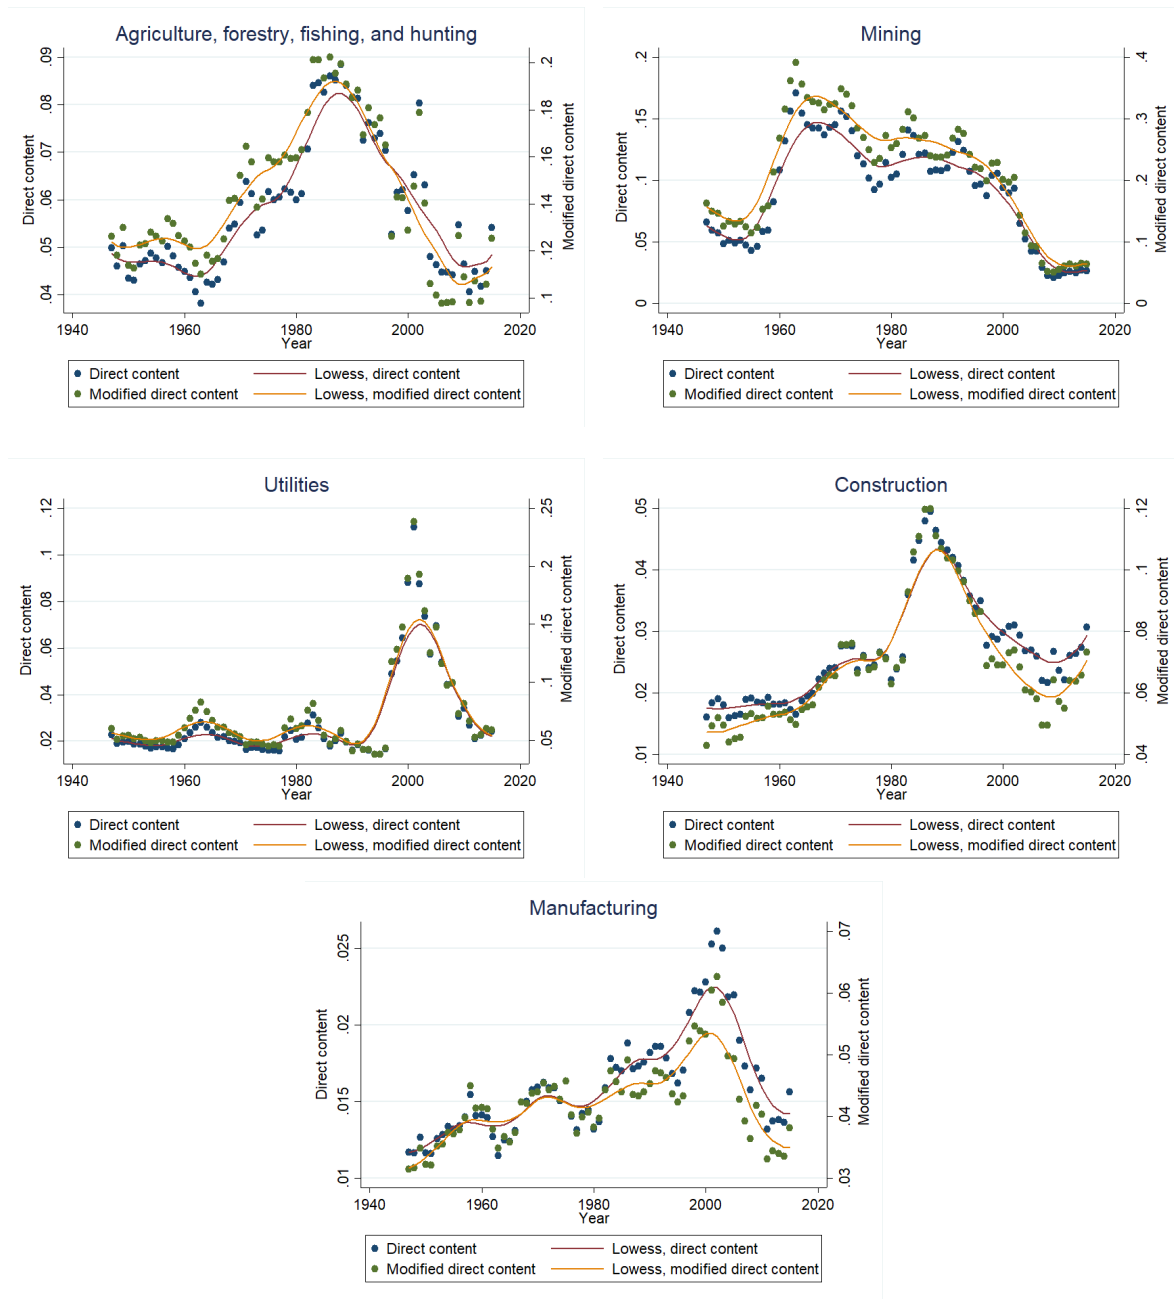 Agriculture, forestry, fishing, and hunting
.04 .05 .06 .07 .08 .09
Direct content
.1 .12 .14 .16 .18 .2
Modified direct content
1940 1960 1980 2000 2020
Year
Direct content Lowess, direct content
Modified direct content Lowess, modified direct content
Mining
0 .05 .1 .15 .2
Direct content
0 .1 .2 .3 .4
Modified direct content
1940 1960 1980 2000 2020
Year
Direct content Lowess, direct content
Modified direct content Lowess, modified direct content
Utilities
.02 .04 .06 .08 .1 .12
Direct content
.05 .1 .15 .2 .25
Modified direct content
1940 1960 1980 2000 2020
Year
Direct content Lowess, direct content
Modified direct content Lowess, modified direct content
Construction
.01 .02 .03 .04 .05
Direct content
.04 .06 .08 .1 .12
Modified direct content
1940 1960 1980 2000 2020
Year
Direct content Lowess, direct content
Modified direct content Lowess, modified direct content
Manufacturing
.01 .015 .02 .025
Direct content
.03 .04 .05 .06 .07
Modified direct content
1940 1960 1980 2000 2020
Year
Direct content Lowess, direct content
Modified direct content Lowess, modified direct content